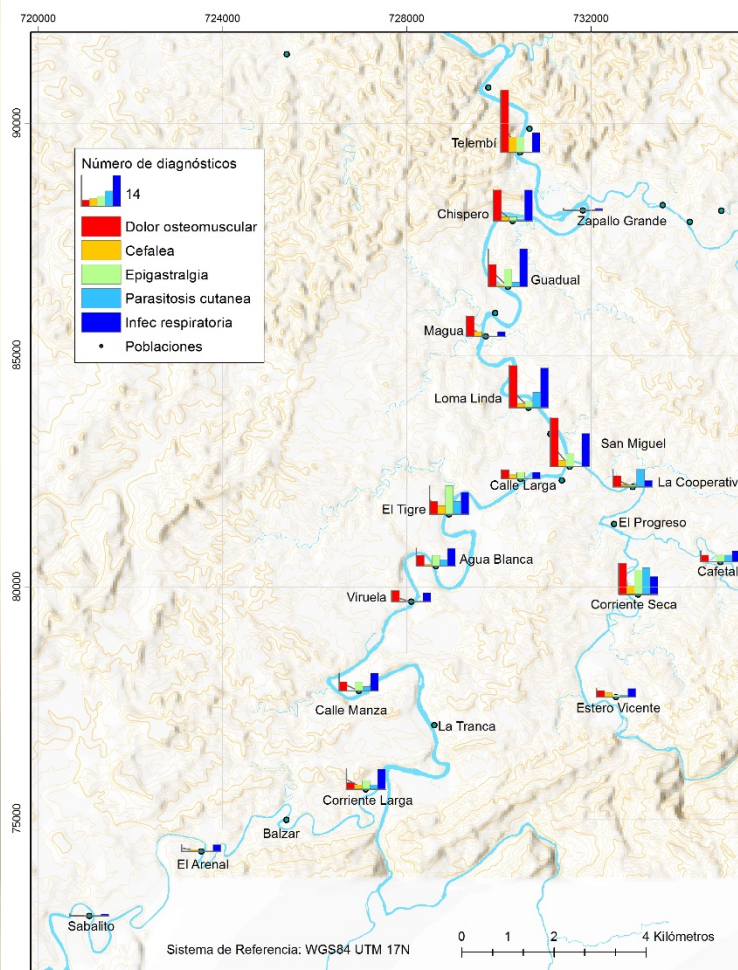 720000
724000
728000
732000
90000
85000
80000
75000
Número de diagnósticos
14
Dolor osteomuscular
Cefalea
Epigastralgia
Parasitosis cutanea
Infec respiratoria
Poblaciones
Telembí
Chispero
Zapallo Grande
Guadual
Magua
Loma Linda
San Miguel
Calle Larga
La Cooperativ
El Tigre
El Progreso
Agua Blanca
Cafetal
Viruela
Corriente Seca
Calle Manza
Estero Vicente
La Tranca
Corriente Larga
Balzar
El Arenal
Sabalito
Sistema de Referencia: WGS84 UTM 17N
0 1 2 4 Kilómetros